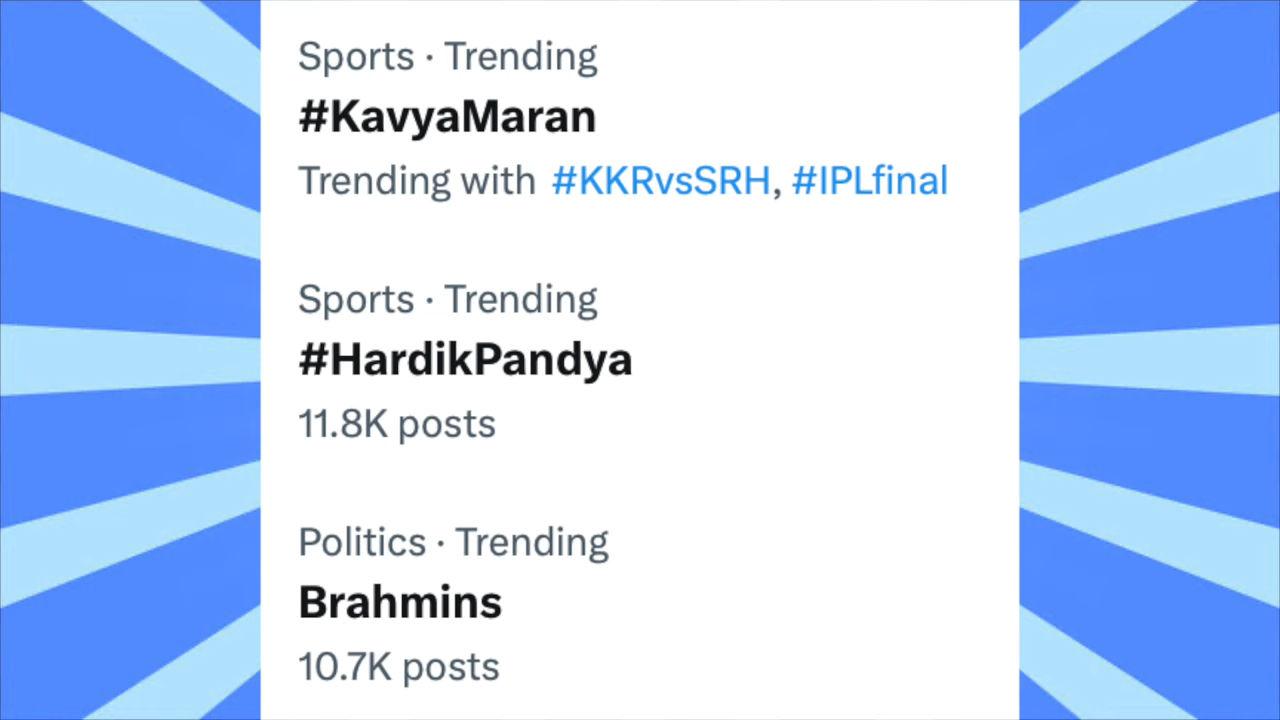 Sports · Trending
#KavyaMaran
Trending with #KKRvsSRH, #IPLfinal
Sports · Trending
#HardikPandya
11.8K posts
Politics · Trending
Brahmins
10.7K posts